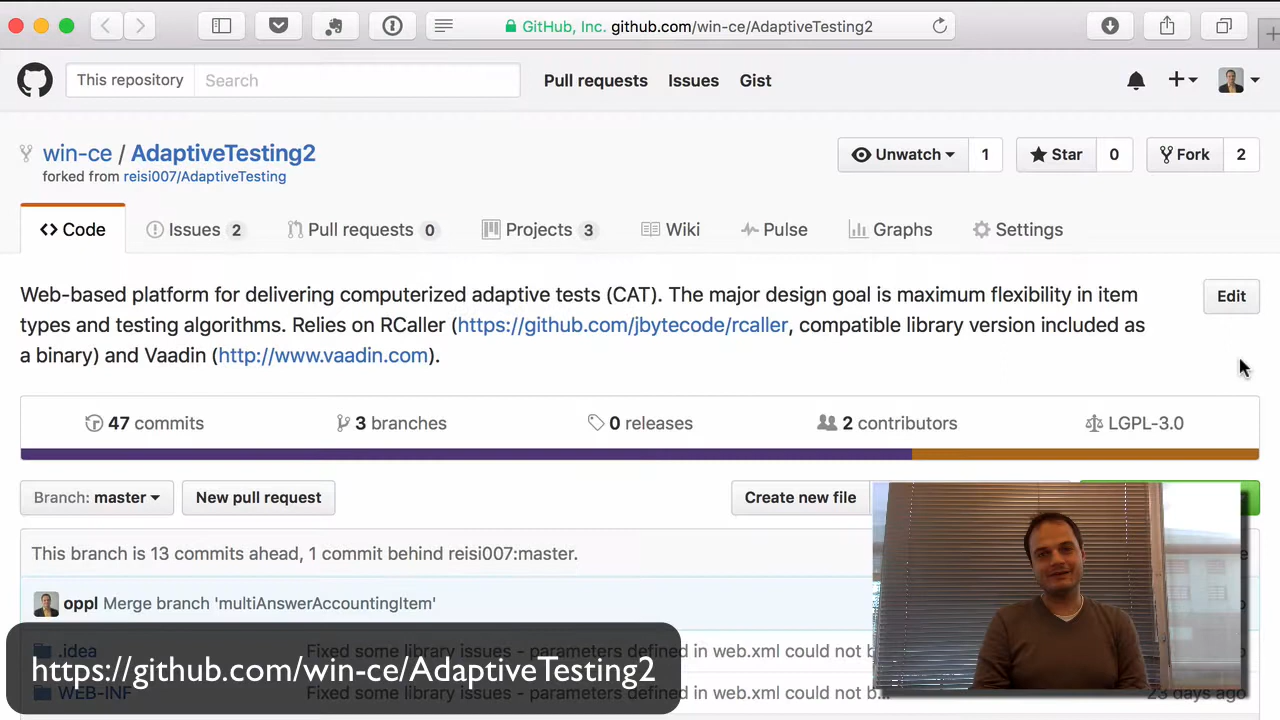 GitHub, Inc. github.com/win-ce/AdaptiveTesting2
This repository Search Pull requests Issues Gist
win-ce / AdaptiveTesting2
forked from reisi007/AdaptiveTesting
Unwatch 1 Star 0 Fork 2
Code Issues 2 Pull requests 0 Projects 3 Wiki Pulse Graphs Settings
Web-based platform for delivering computerized adaptive tests (CAT). The major design goal is maximum flexibility in item
types and testing algorithms. Relies on RCaller (https://github.com/jbytecode/rcaller, compatible library version included as
a binary) and Vaadin (http://www.vaadin.com).
Edit
47 commits 3 branches 0 releases 2 contributors LGPL-3.0
Branch: master New pull request Create new file
This branch is 13 commits ahead, 1 commit behind reisi007:master.
oppl Merge branch 'multiAnswerAccountingItem'
.idea Fixed some library issues - parameters defined in web.xml could not b
https://github.com/win-ce/AdaptiveTesting2
WEB-INF Fixed some library issues - parameters defined in web.xml could not b... 23 days ago